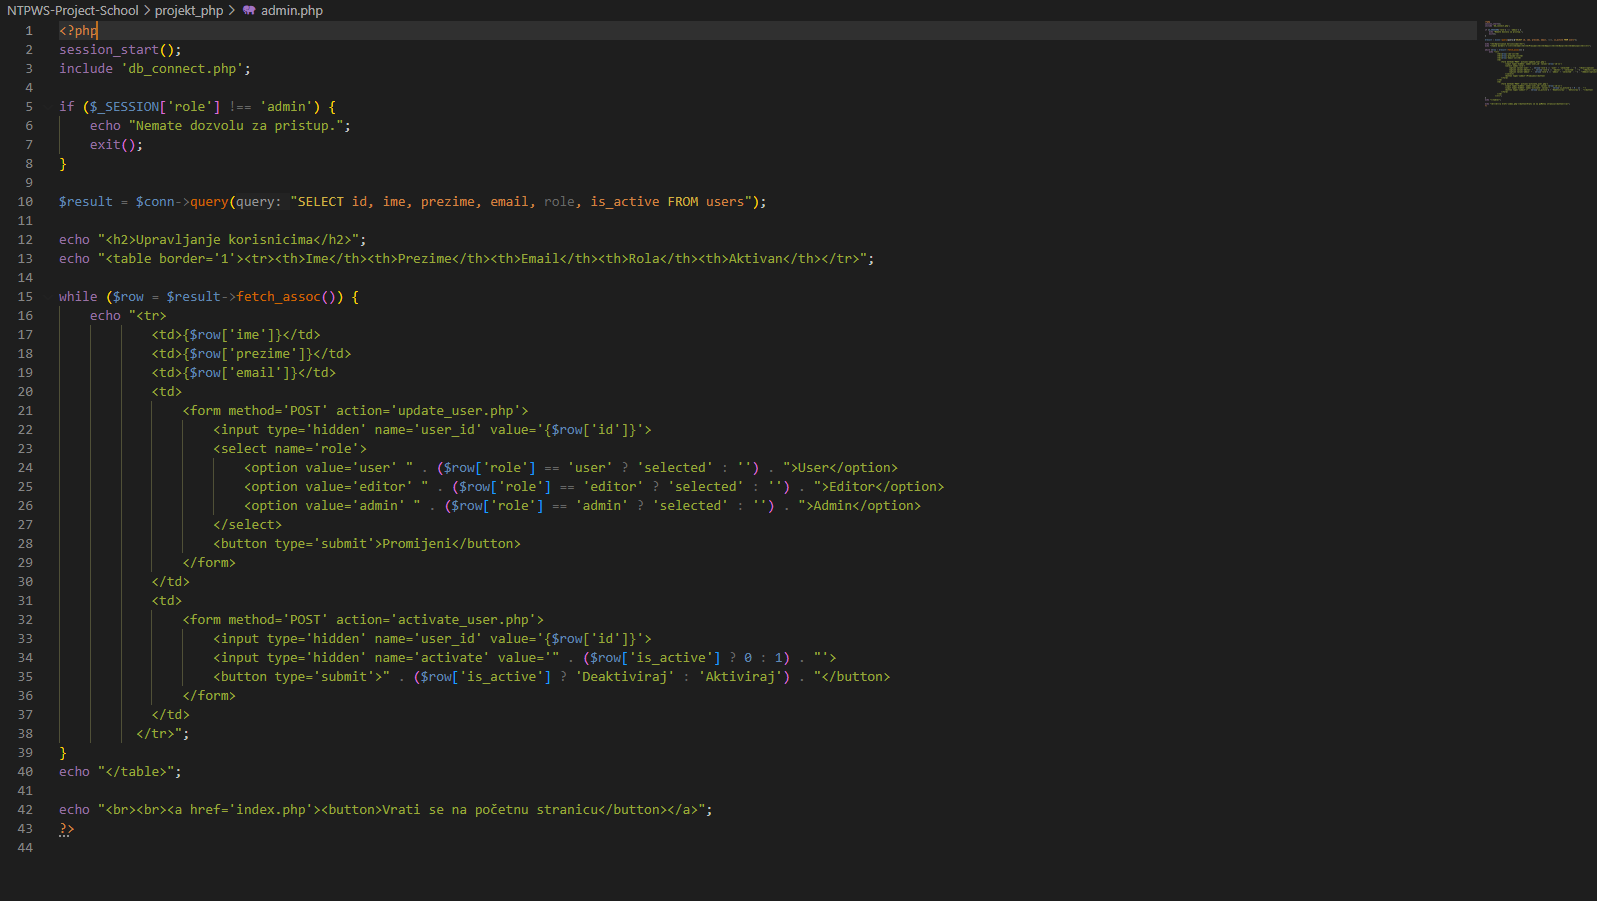 NTPWS-Project-School > projekt_php > admin.php
1 <?php
2 session_start();
3 include 'db_connect.php';
4
5 if ($_SESSION['role'] !== 'admin') {
6 echo "Nemate dozvolu za pristup.";
7 exit();
8 }
9
10 $result = $conn->query(query: "SELECT id, ime, prezime, email, role, is_active FROM users");
11
12 echo "<h2>Upravljanje korisnicima</h2>";
13 echo "<table border='1'><tr><th>Ime</th><th>Prezime</th><th>Email</th><th>Rola</th><th>Aktivan</th></tr>";
14
15 while ($row = $result->fetch_assoc()) {
16 echo "<tr>
17 <td>{$row['ime']}</td>
18 <td>{$row['prezime']}</td>
19 <td>{$row['email']}</td>
20 <td>
21 <form method='POST' action='update_user.php'>
22 <input type='hidden' name='user_id' value='{$row['id']}'>
23 <select name='role'>
24 <option value='user' " . ($row['role'] == 'user' ? 'selected' : '') . ">User</option>
25 <option value='editor' " . ($row['role'] == 'editor' ? 'selected' : '') . ">Editor</option>
26 <option value='admin' " . ($row['role'] == 'admin' ? 'selected' : '') . ">Admin</option>
27 </select>
28 <button type='submit'>Promijeni</button>
29 </form>
30 </td>
31 <td>
32 <form method='POST' action='activate_user.php'>
33 <input type='hidden' name='user_id' value='{$row['id']}'>
34 <input type='hidden' name='activate' value='" . ($row['is_active'] ? 0 : 1) . "'>
35 <button type='submit'>" . ($row['is_active'] ? 'Deaktiviraj' : 'Aktiviraj') . "</button>
36 </form>
37 </td>
38 </tr>";
39 }
40 echo "</table>";
41
42 echo "<br><br><a href='index.php'><button>Vrati se na početnu stranicu</button></a>";
43 ?>
44